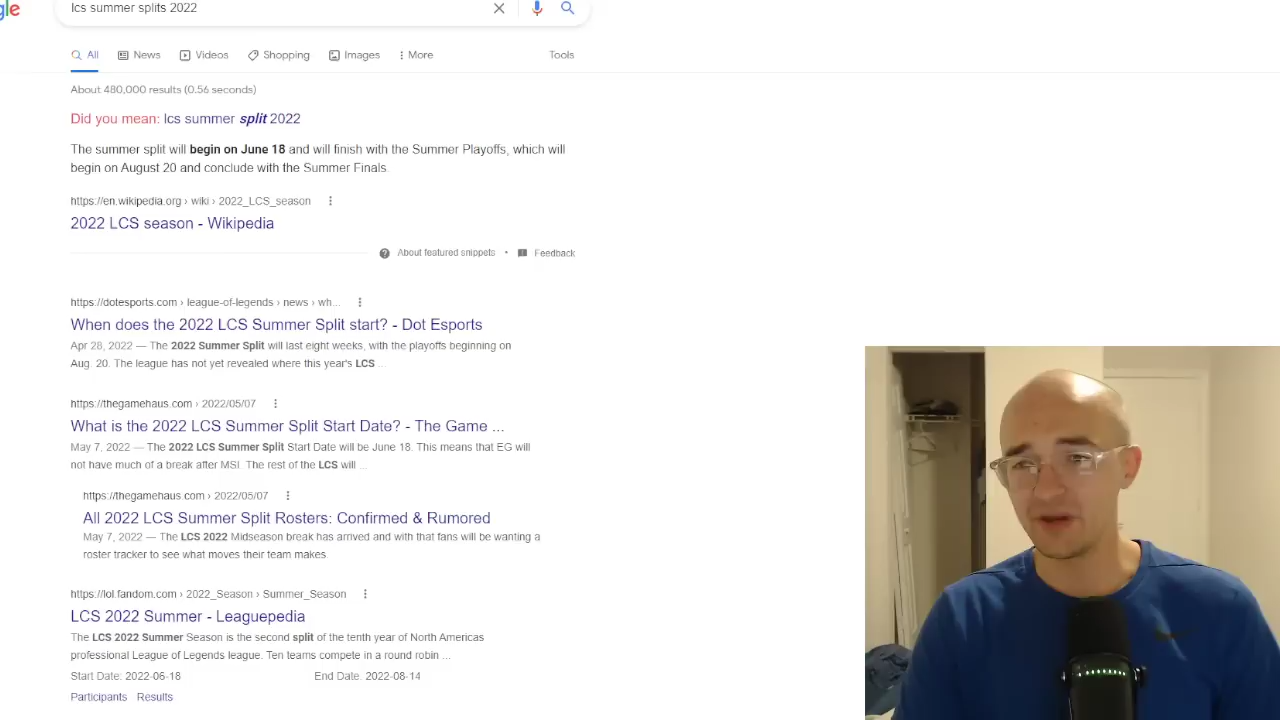 gle
lcs summer splits 2022
All News Videos Shopping Images More Tools
About 480,000 results (0.56 seconds)
Did you mean: lcs summer split 2022
The summer split will begin on June 18 and will finish with the Summer Playoffs, which will
begin on August 20 and conclude with the Summer Finals.
https://en.wikipedia.org › wiki › 2022_LCS_season
2022 LCS season - Wikipedia
About featured snippets • Feedback
https://dotesports.com › league-of-legends › news › wh...
When does the 2022 LCS Summer Split start? - Dot Esports
Apr 28, 2022 — The 2022 Summer Split will last eight weeks, with the playoffs beginning on
Aug. 20. The league has not yet revealed where this year's LCS ...
https://thegamehaus.com › 2022/05/07
What is the 2022 LCS Summer Split Start Date? - The Game ...
May 7, 2022 — The 2022 LCS Summer Split Start Date will be June 18. This means that EG will
not have much of a break after MSI. The rest of the LCS will ...
https://thegamehaus.com › 2022/05/07
All 2022 LCS Summer Split Rosters: Confirmed & Rumored
May 7, 2022 — The LCS 2022 Midseason break has arrived and with that fans will be wanting a
roster tracker to see what moves their team makes.
https://lol.fandom.com › 2022_Season › Summer_Season
LCS 2022 Summer - Leaguepedia
The LCS 2022 Summer Season is the second split of the tenth year of North Americas
professional League of Legends league. Ten teams compete in a round robin ...
Start Date: 2022-06-18 End Date: 2022-08-14
Participants Results